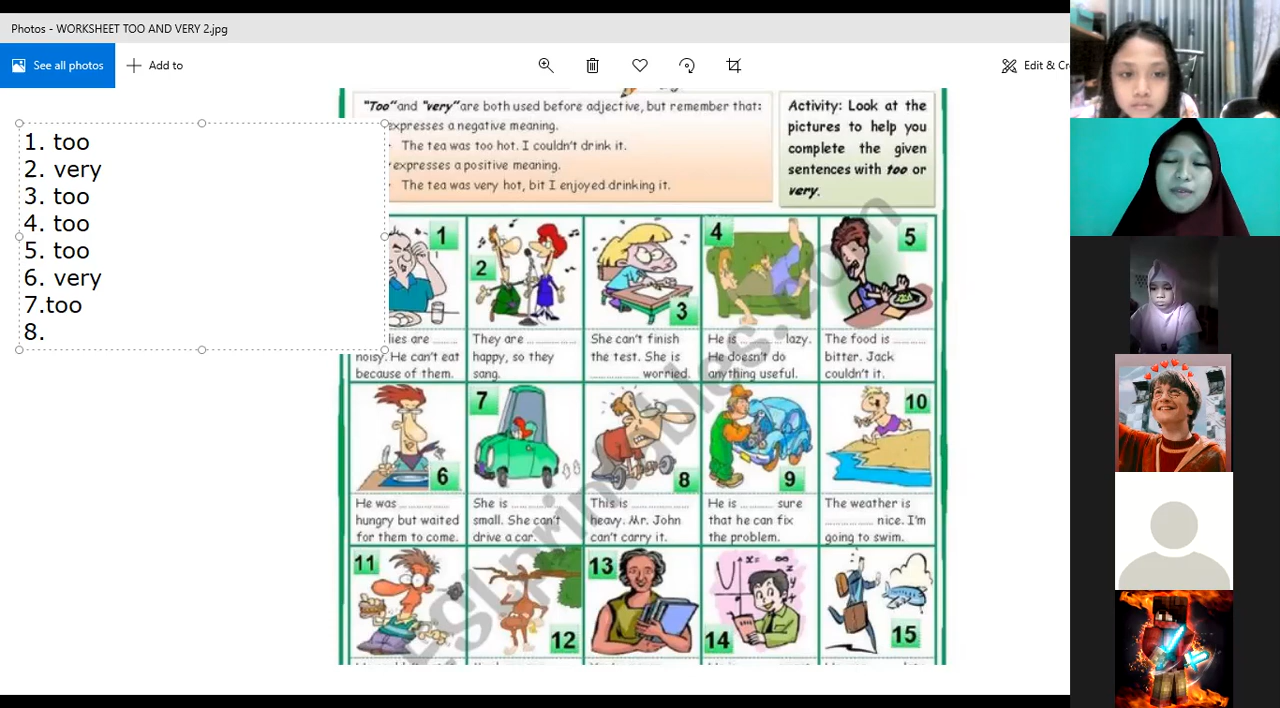 Photos - WORKSHEET TOO AND VERY 2.jpg
See all photos
Add to
Edit & Cr
"Too" and "very" are both used before adjective, but remember that:
expresses a negative meaning.
The tea was too hot. I couldn't drink it.
expresses a positive meaning.
The tea was very hot, bit I enjoyed drinking it.
Activity: Look at the
pictures to help you
complete the given
sentences with too or
very.
1. too
2. very
3. too
4. too
5. too
6. very
7.too
8.
1
2
3
4
5
lies are ........
noisy. He can't eat
because of them.
They are ............
happy, so they
sang.
She can't finish
the test. She is
............ worried.
He is ......... lazy.
He doesn't do
anything useful.
The food is ........
bitter. Jack
couldn't it.
6
7
8
9
10
He was ............
hungry but waited
for them to come.
She is ..........
small. She can't
drive a car.
This is ............
heavy. Mr. John
can't carry it.
He is ........ sure
that he can fix
the problem.
The weather is
............ nice. I'm
going to swim.
11
12
13
14
15
x=
ESLprintables.com